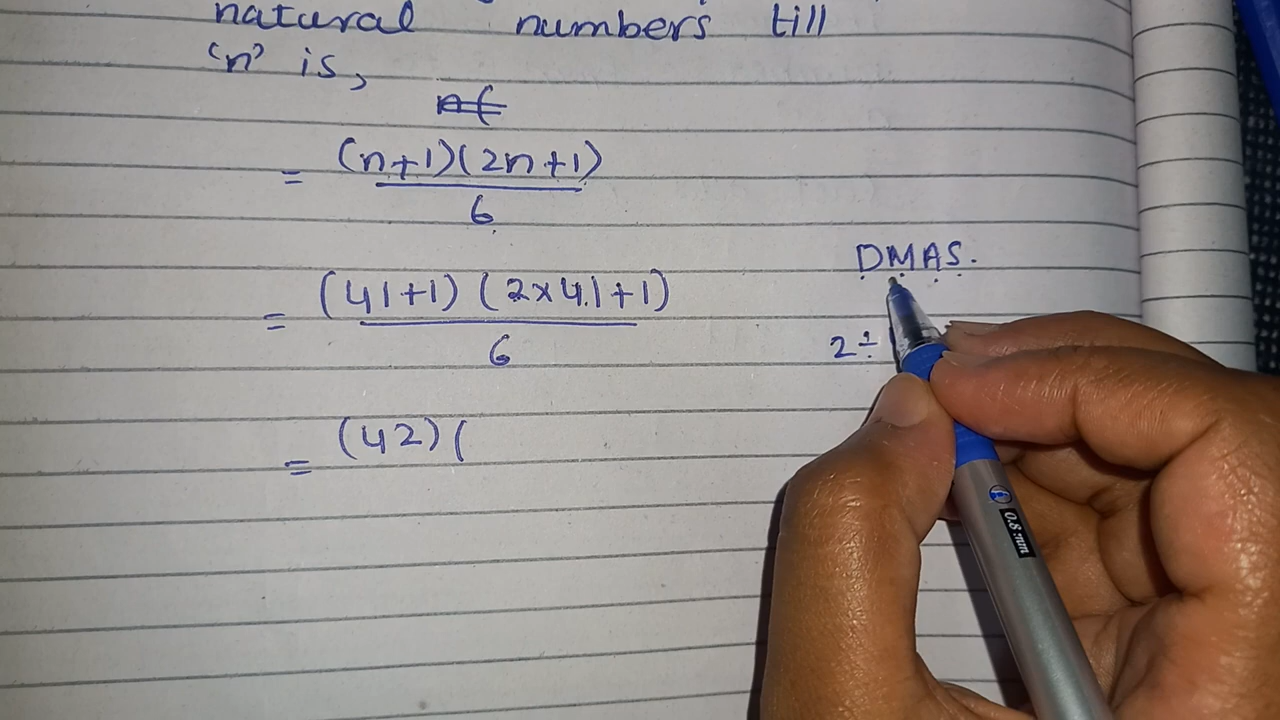 natural numbers till
'n' is,
= (n+1)(2n+1)
6
= (41+1) (2×41+1)
6
DMAS.
2
= (42)(
0.8 mm